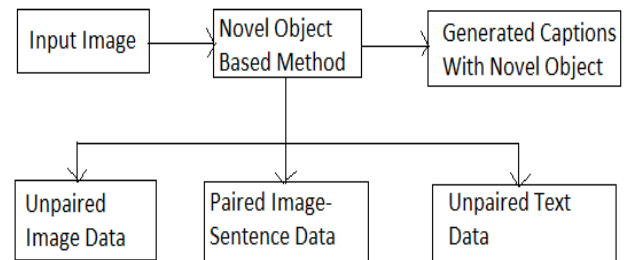 Input Image
Novel Object
Based Method
Generated Captions
With Novel Object
Unpaired
Image Data
Paired Image-
Sentence Data
Unpaired Text
Data